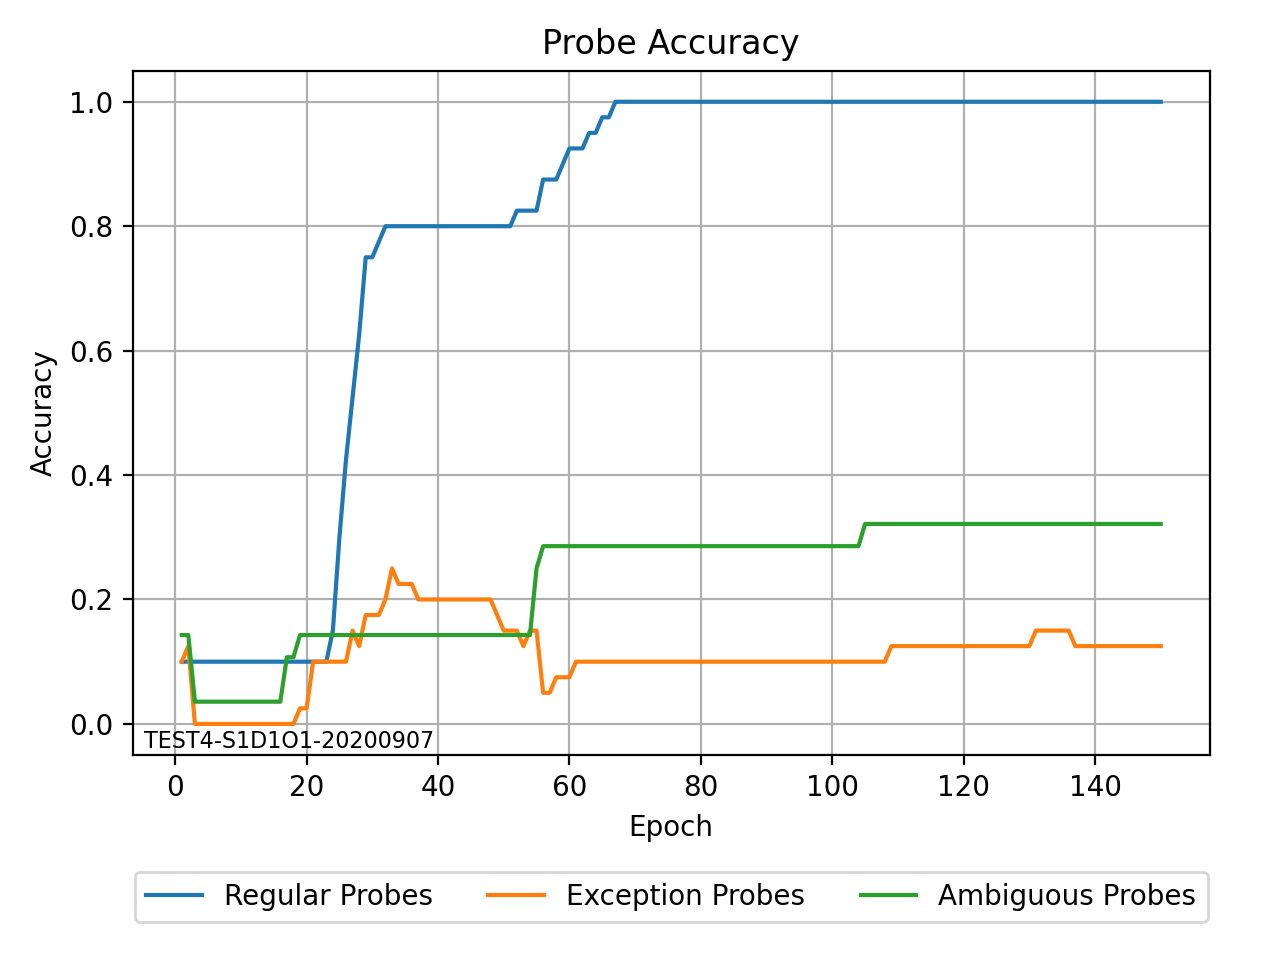 Probe Accuracy
1.0
0.8
0.6
0.4
0.2
0.0
Accuracy
TEST4-S1D1O1-20200907
0 20 40 60 80 100 120 140
Epoch
Regular Probes Exception Probes Ambiguous Probes